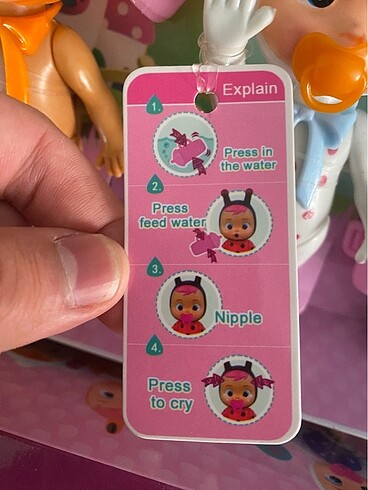 Explain
1.
Press in
the water
2.
Press
feed water
3.
Nipple
4.
Press
to cry